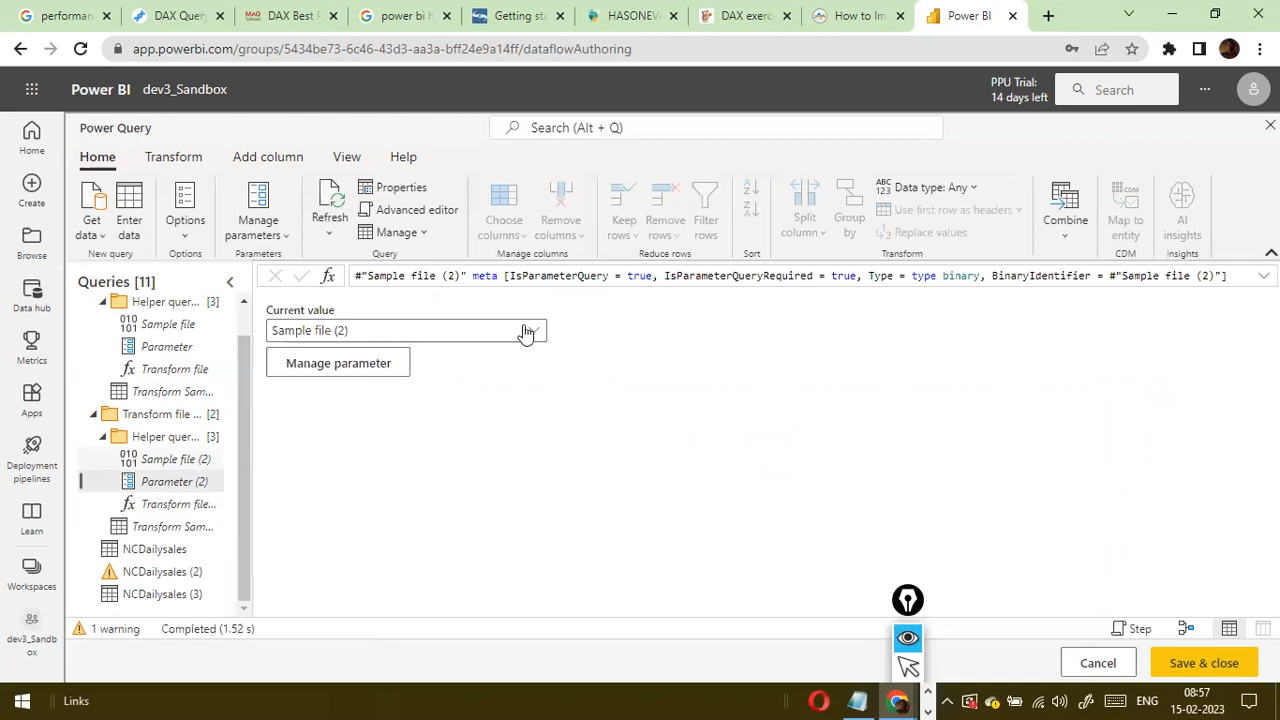 performan
DAX Query
DAX Best F
power bi h
Getting sta
HASONEVA
DAX exerc
How to Im
Power BI
app.powerbi.com/groups/5434be73-6c46-43d3-aa3a-bff24e9a14ff/dataflowAuthoring
Power BI
dev3_Sandbox
PPU Trial:
14 days left
Search
Power Query
Search (Alt + Q)
Home
Transform
Add column
View
Help
Get data
Enter data
Options
Manage parameters
Refresh
Properties
Advanced editor
Manage
Choose columns
Remove columns
Keep rows
Remove rows
Filter rows
Split column
Group by
Data type: Any
Use first row as headers
Replace values
Combine
Map to entity
AI insights
New query
Options
Parameters
Query
Manage columns
Reduce rows
Sort
Transform
CDM
Insights
Home
Create
Browse
Data hub
Metrics
Apps
Deployment pipelines
Learn
Workspaces
dev3_Sandb ox
Queries [11]
Helper quer... [3]
Sample file
Parameter
Transform file
Transform Sam...
Transform file ... [2]
Helper quer... [3]
Sample file (2)
Parameter (2)
Transform file...
Transform Sam...
NCDailysales
NCDailysales (2)
NCDailysales (3)
#"Sample file (2)" meta [IsParameterQuery = true, IsParameterQueryRequired = true, Type = type binary, BinaryIdentifier = #"Sample file (2)"]
Current value
Sample file (2)
Manage parameter
1 warning
Completed (1.52 s)
Step
Cancel
Save & close
Links
ENG
08:57
15-02-2023